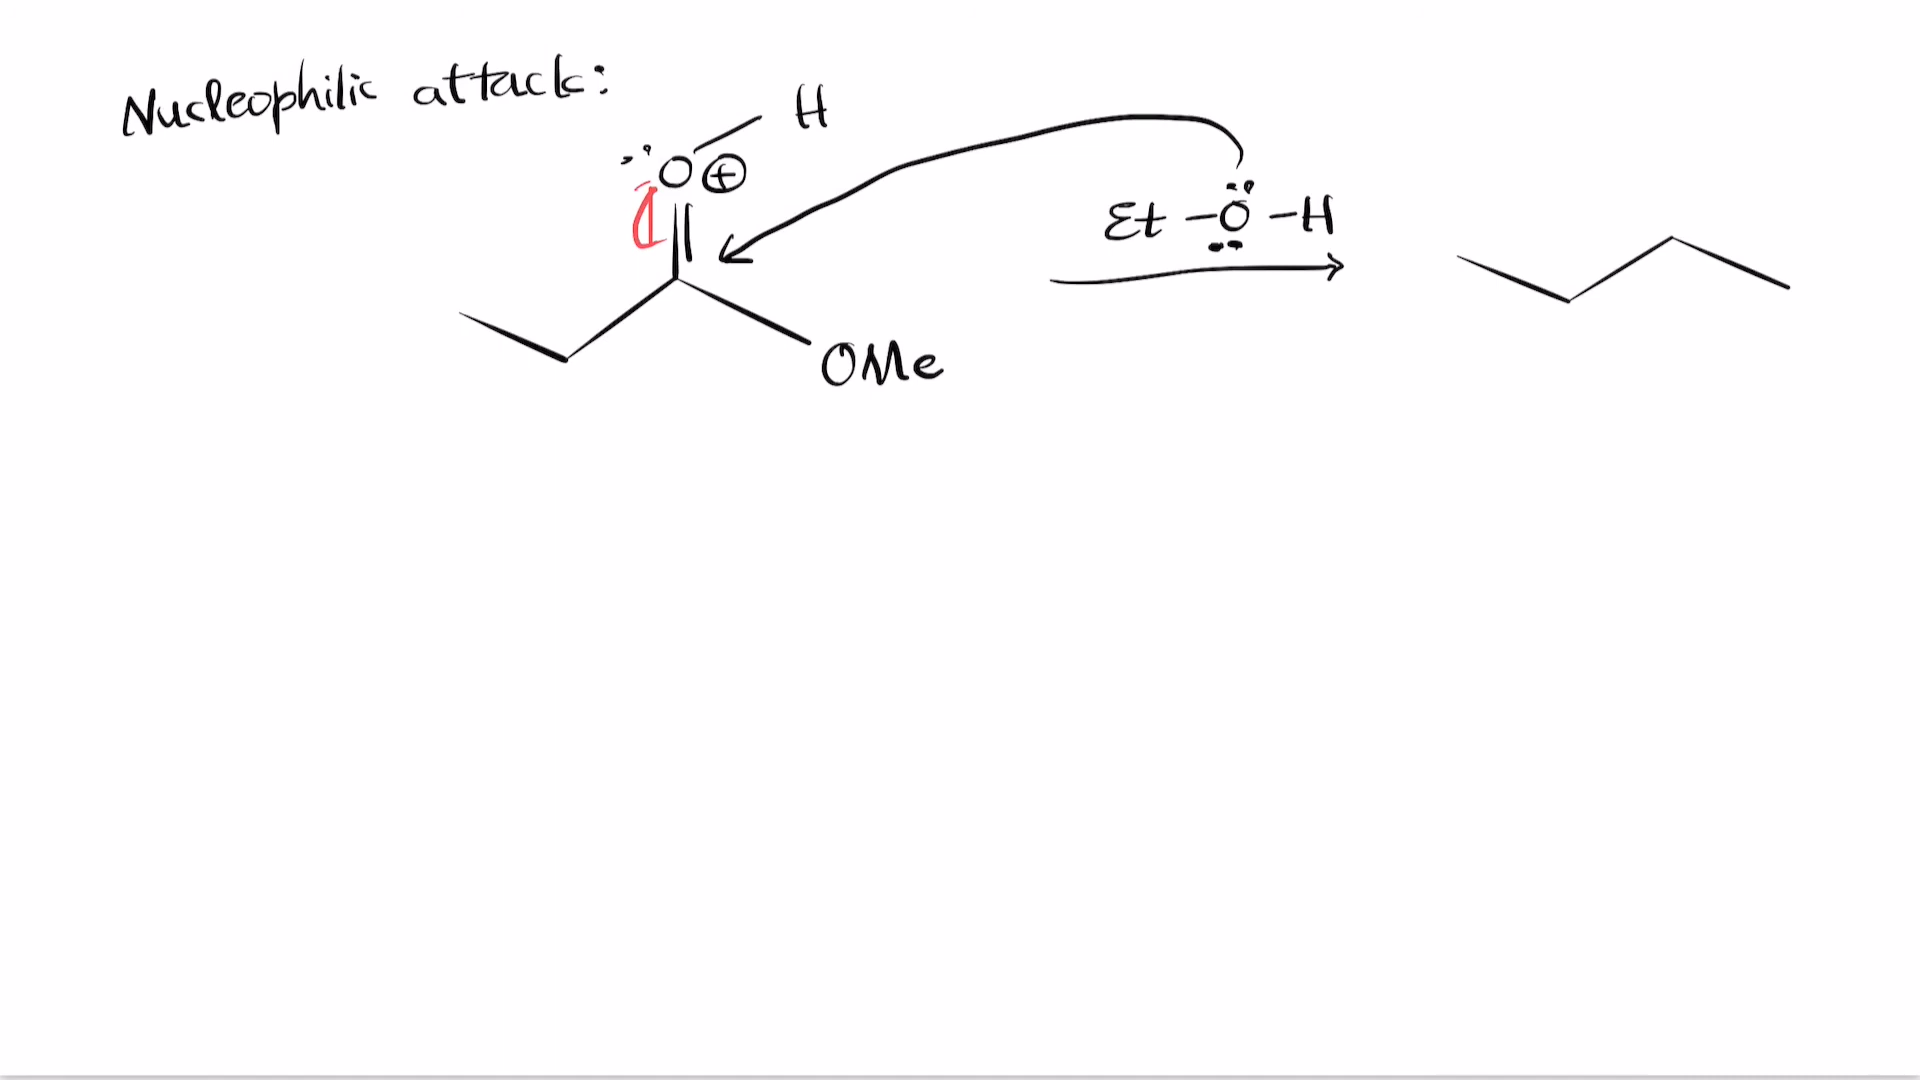 Nucleophilic attack:
H
O ⊕
Et-O-H
OMe